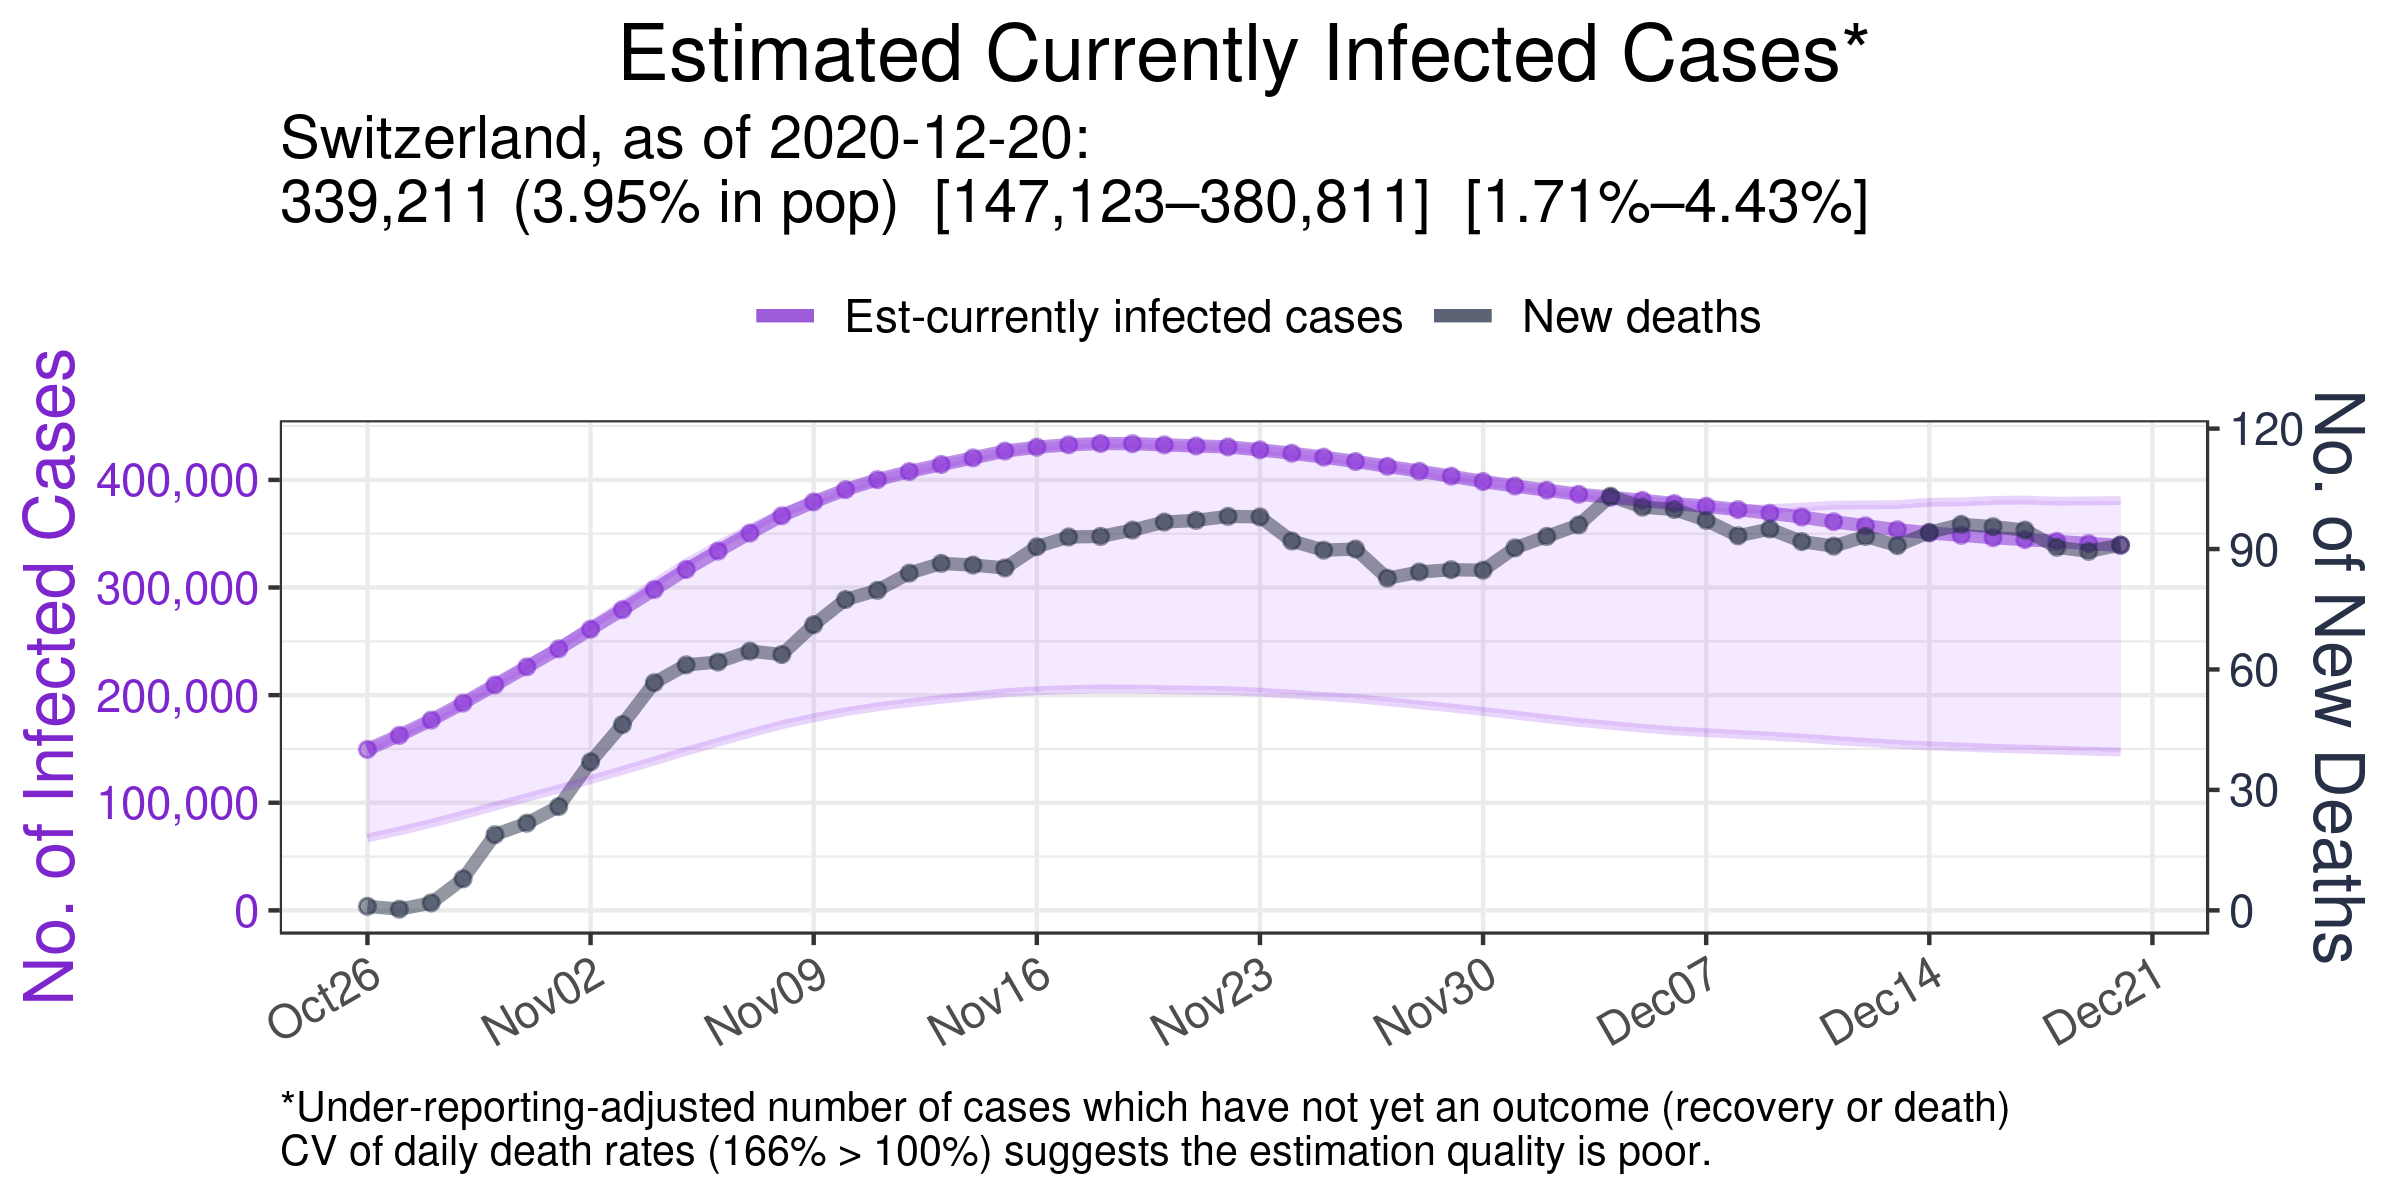 Estimated Currently Infected Cases*
Switzerland, as of 2020-12-20:
339,211 (3.95% in pop) [147,123–380,811] [1.71%–4.43%]
Est-currently infected cases New deaths
No. of Infected Cases
400,000
300,000
200,000
100,000
0
120
90
60
30
0
No. of New Deaths
Oct26 Nov02 Nov09 Nov16 Nov23 Nov30 Dec07 Dec14 Dec21
*Under-reporting-adjusted number of cases which have not yet an outcome (recovery or death)
CV of daily death rates (166% > 100%) suggests the estimation quality is poor.